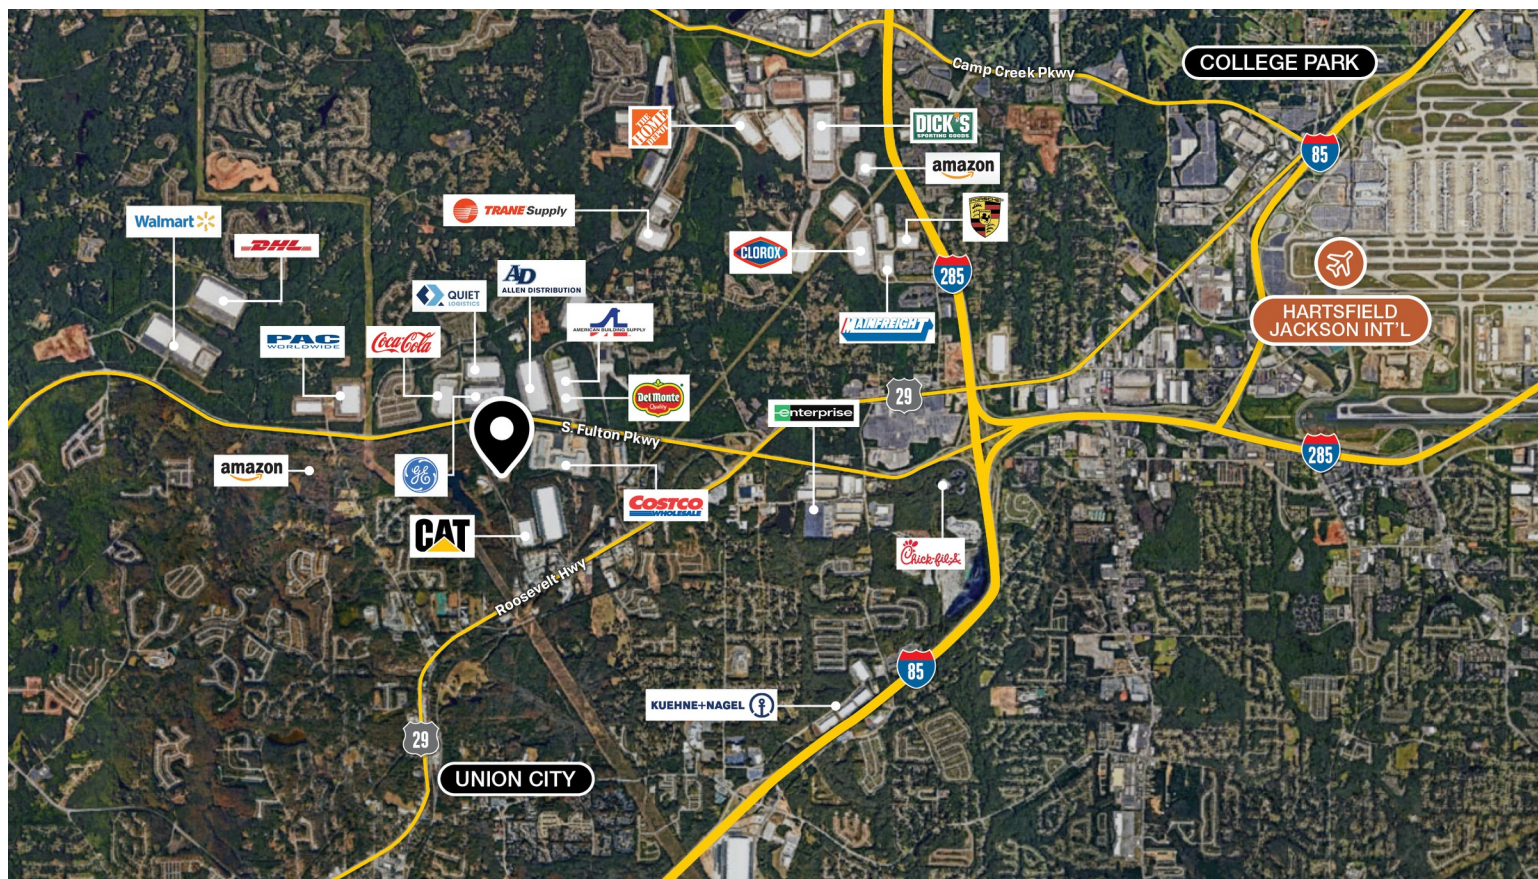 Camp Creek Pkwy
COLLEGE PARK
THE
HOME
DEPOT
DICK'S
SPORTING GOODS
85
amazon
TRANE Supply
Walmart
DHL
CLOROX
285
QUIET
LOGISTICS
AD
ALLEN DISTRIBUTION
HARTSFIELD
JACKSON INT'L
AMERICAN BUILDING SUPPLY
MAINFREIGHT
PAC
WORLDWIDE
Coca-Cola
Del Monte
Quality
29
enterprise
S. Fulton Pkwy
285
amazon
GE
COSTCO
WHOLESALE
CAT
Chick-fil-A
Roosevelt Hwy
85
KUEHNE+NAGEL
29
UNION CITY